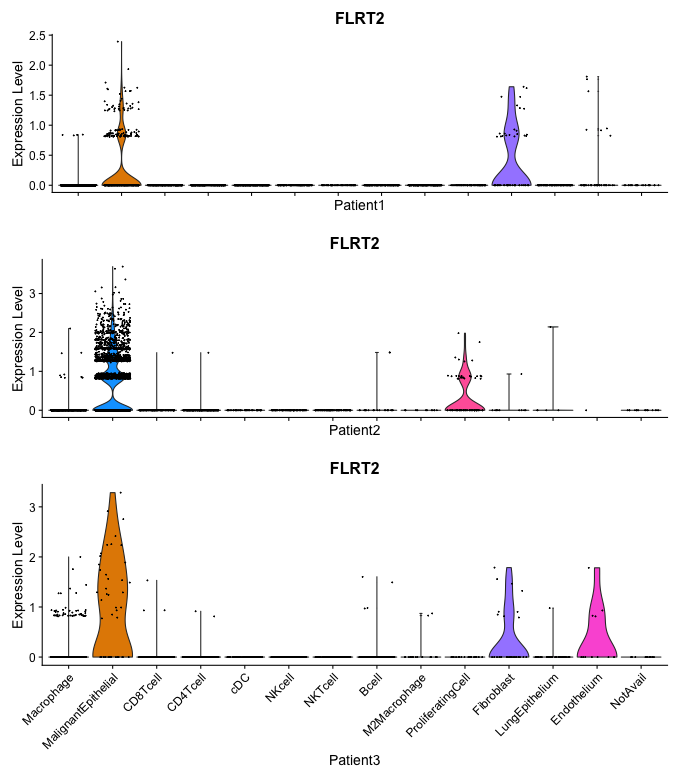 FLRT2
Expression Level
2.5
2.0
1.5
1.0
0.5
0.0
Patient1
FLRT2
Expression Level
3
2
1
0
Patient2
FLRT2
Expression Level
3
2
1
0
Macrophage
MalignantEpithelial
CD8Tcell
CD4Tcell
cDC
NKcell
NKTcell
Bcell
M2Macrophage
ProliferatingCell
Fibroblast
LungEpithelium
Endothelium
NotAvail
Patient3